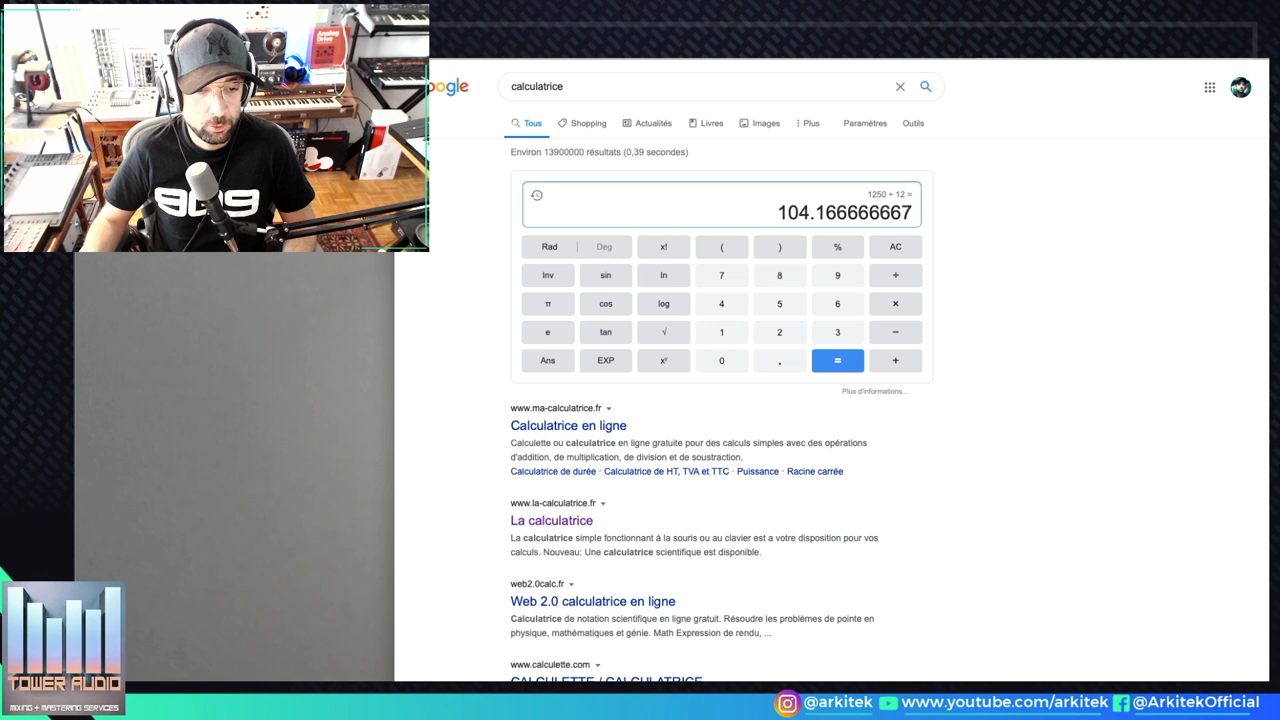 Analog
Drive
909
Google
calculatrice
Tous
Shopping
Actualités
Livres
Images
Plus
Paramètres
Outils
Environ 13900000 résultats (0,39 secondes)
1250 ÷ 12 =
104.166666667
Rad | Deg x! ( ) % AC
Inv sin ln 7 8 9 ÷
π cos log 4 5 6 ×
e tan √ 1 2 3 −
Ans EXP xʸ 0 . = +
Plus d'informations...
www.ma-calculatrice.fr
Calculatrice en ligne
Calculette ou calculatrice en ligne gratuite pour des calculs simples avec des opérations
d'addition, de multiplication, de division et de soustraction.
Calculatrice de durée · Calculatrice de HT, TVA et TTC · Puissance · Racine carrée
www.la-calculatrice.fr
La calculatrice
La calculatrice simple fonctionnant à la souris ou au clavier est a votre disposition pour vos
calculs. Nouveau: Une calculatrice scientifique est disponible.
web2.0calc.fr
Web 2.0 calculatrice en ligne
Calculatrice de notation scientifique en ligne gratuit. Résoudre les problèmes de pointe en
physique, mathématiques et génie. Math Expression de rendu, ...
www.calculette.com
CALCULETTE / CALCULATRICE
TOWER AUDIO
MIXING + MASTERING SERVICES
@arkitek
www.youtube.com/arkitek
@ArkitekOfficial